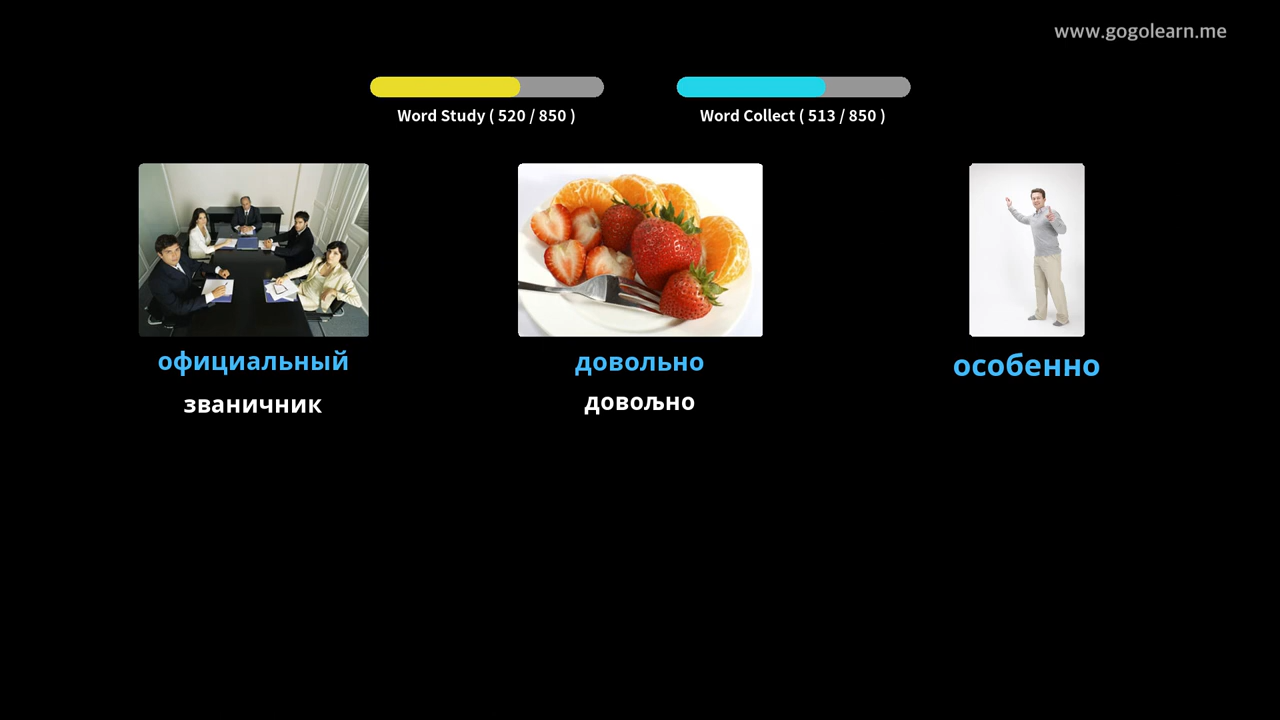 www.gogolearn.me
Word Study ( 520 / 850 )
Word Collect ( 513 / 850 )
официальный
званичник
довольно
довољно
особенно